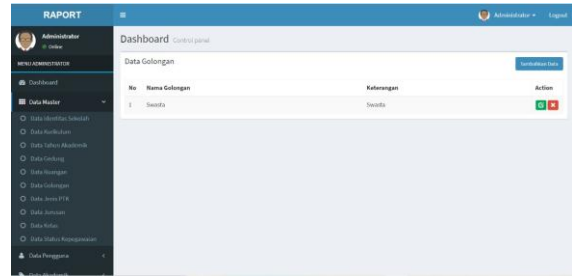 RAPORT
Administrator
Logout
Administrator
Online
MENU ADMINISTRATOR
Dashboard
Data Master
Data Identitas Sekolah
Data Kurikulum
Data Tahun Akademik
Data Gedung
Data Ruangan
Data Golongan
Data Jenis PTK
Data Jurusan
Data Kelas
Data Status Kepegawaian
Data Pengguna
Data Akademik
Dashboard Control panel
Data Golongan
Tambahkan Data
No Nama Golongan Keterangan Action
1 Swasta Swasta